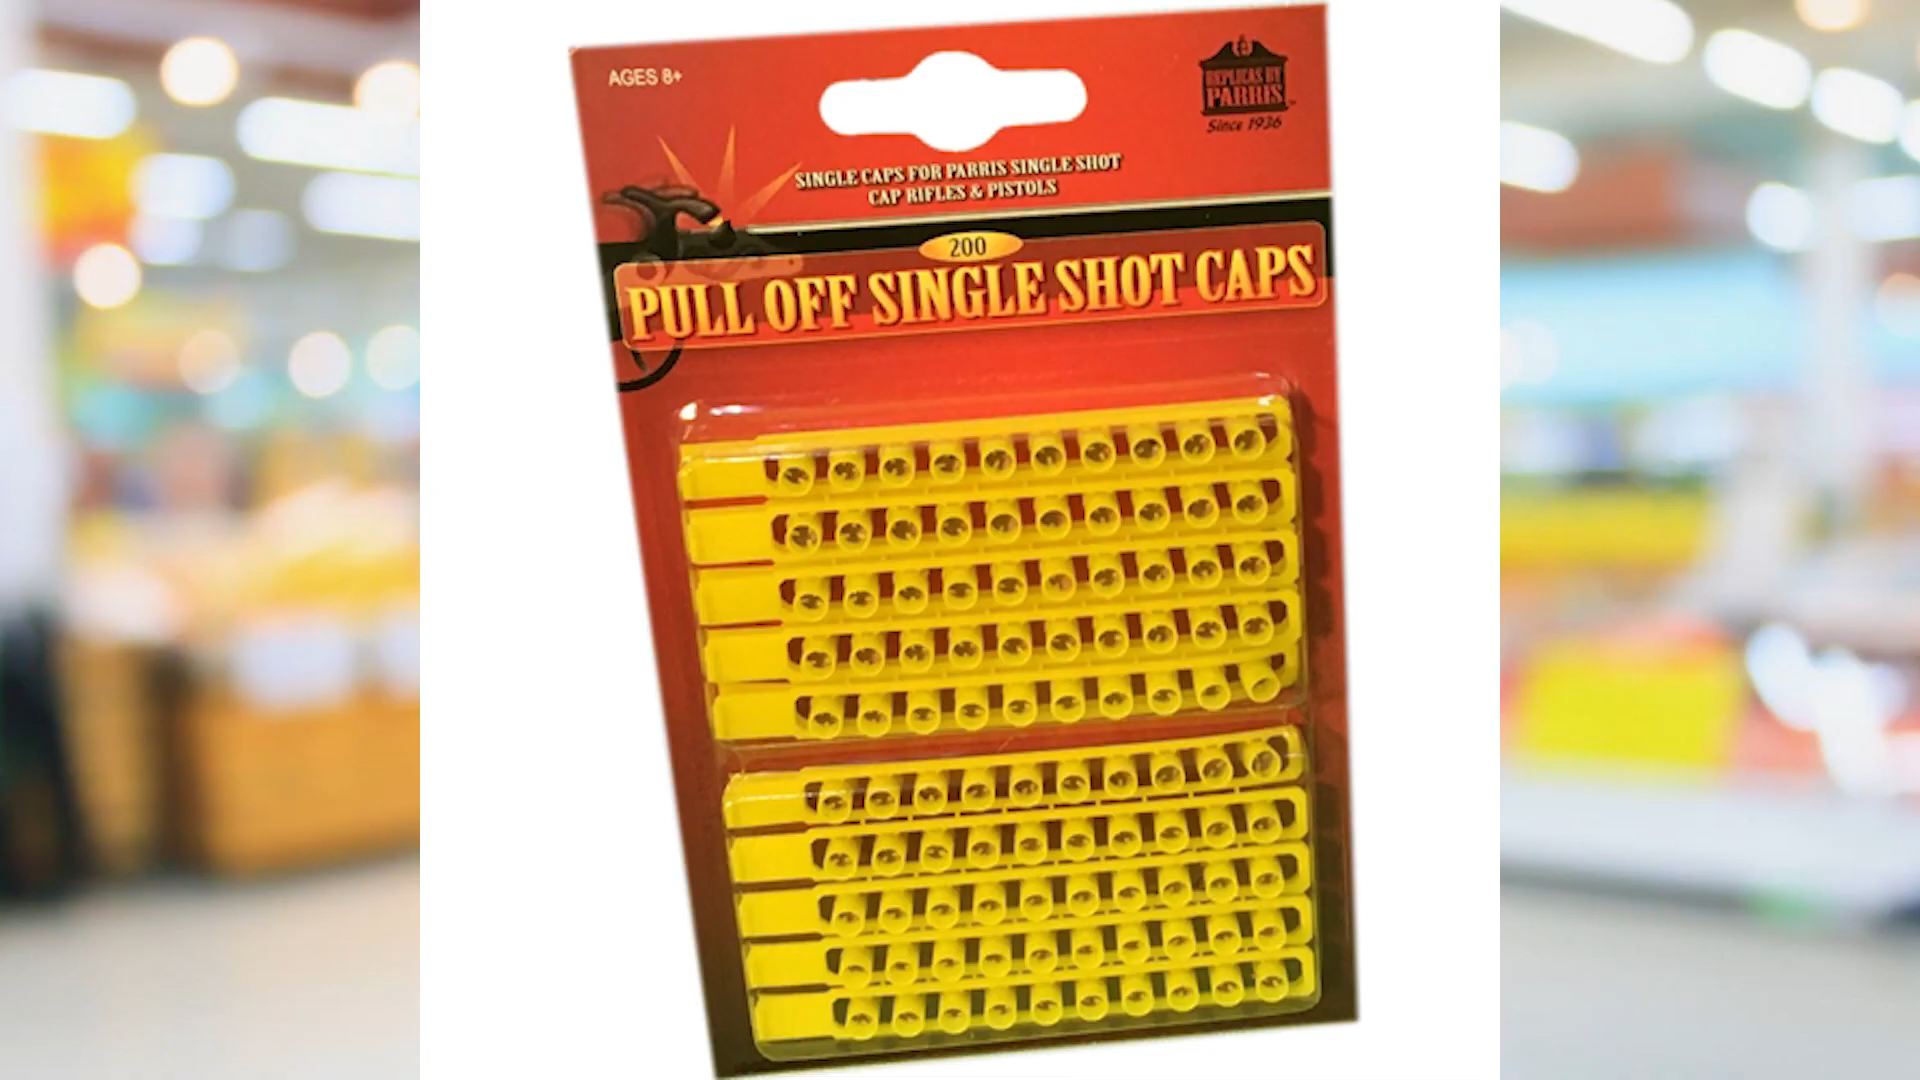 AGES 8+
REPLICAS BY
PARRIS
Since 1936
SINGLE CAPS FOR PARRIS SINGLE SHOT
CAP RIFLES & PISTOLS
200
PULL OFF SINGLE SHOT CAPS